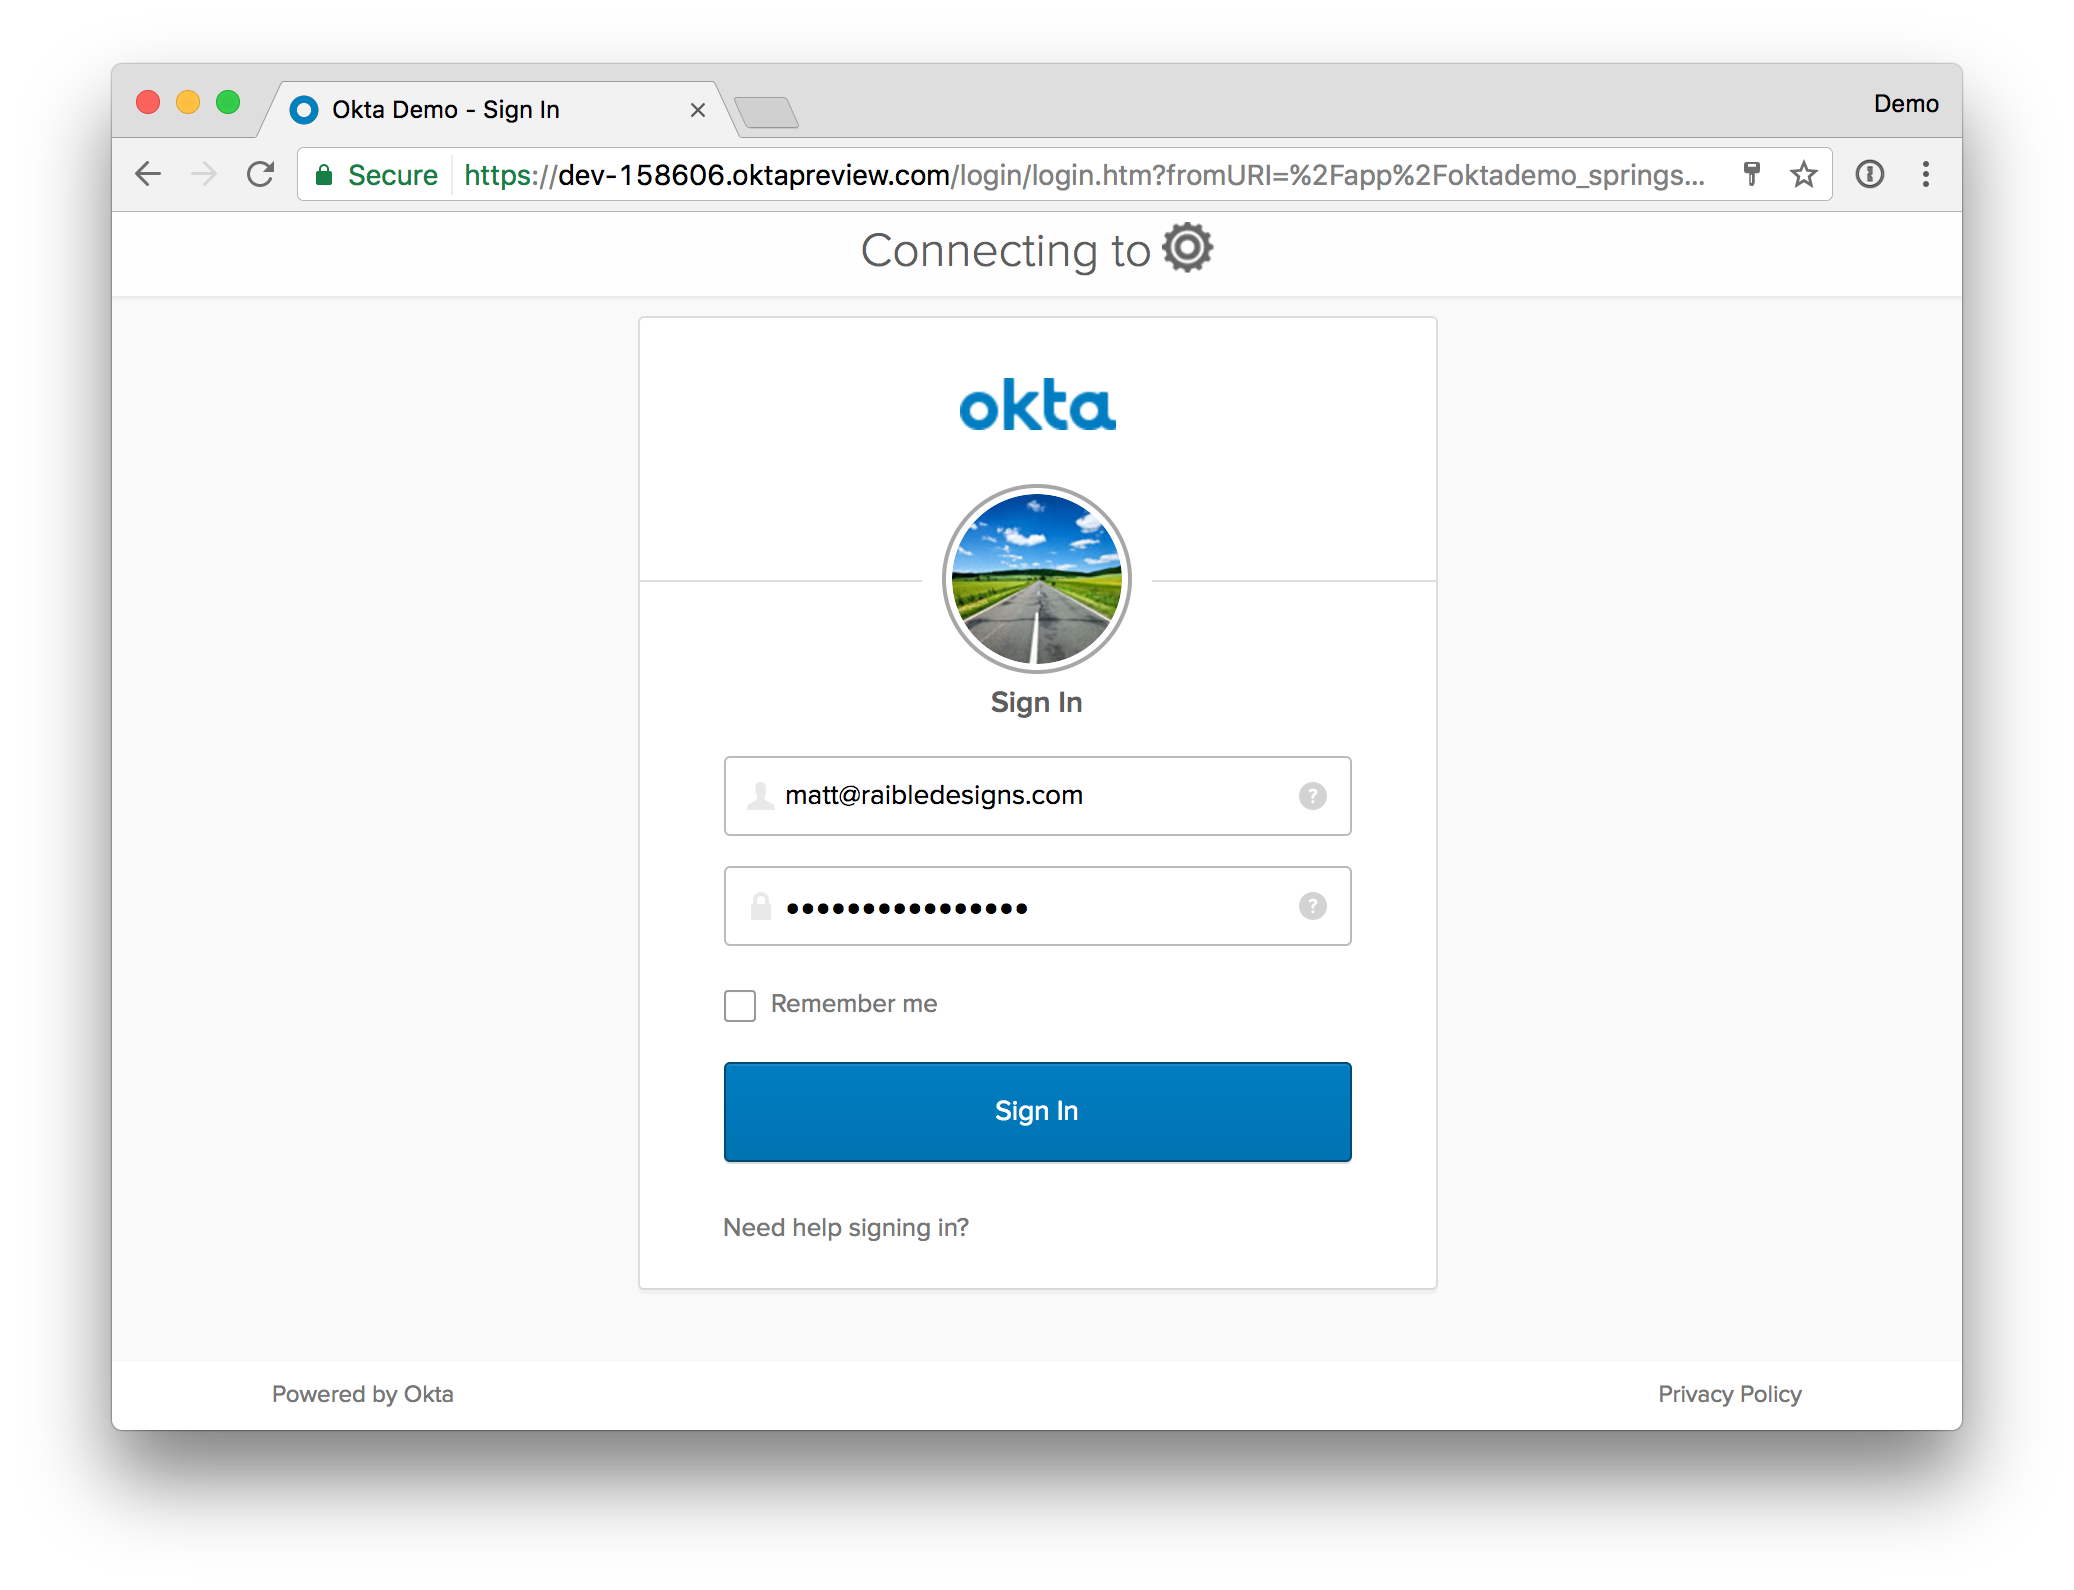 Okta Demo - Sign In
Demo
Secure https://dev-158606.oktapreview.com/login/login.htm?fromURI=%2Fapp%2Foktademo_springs...
Connecting to
okta
Sign In
matt@raibledesigns.com
?
••••••••••••••••
?
Remember me
Sign In
Need help signing in?
Powered by Okta
Privacy Policy